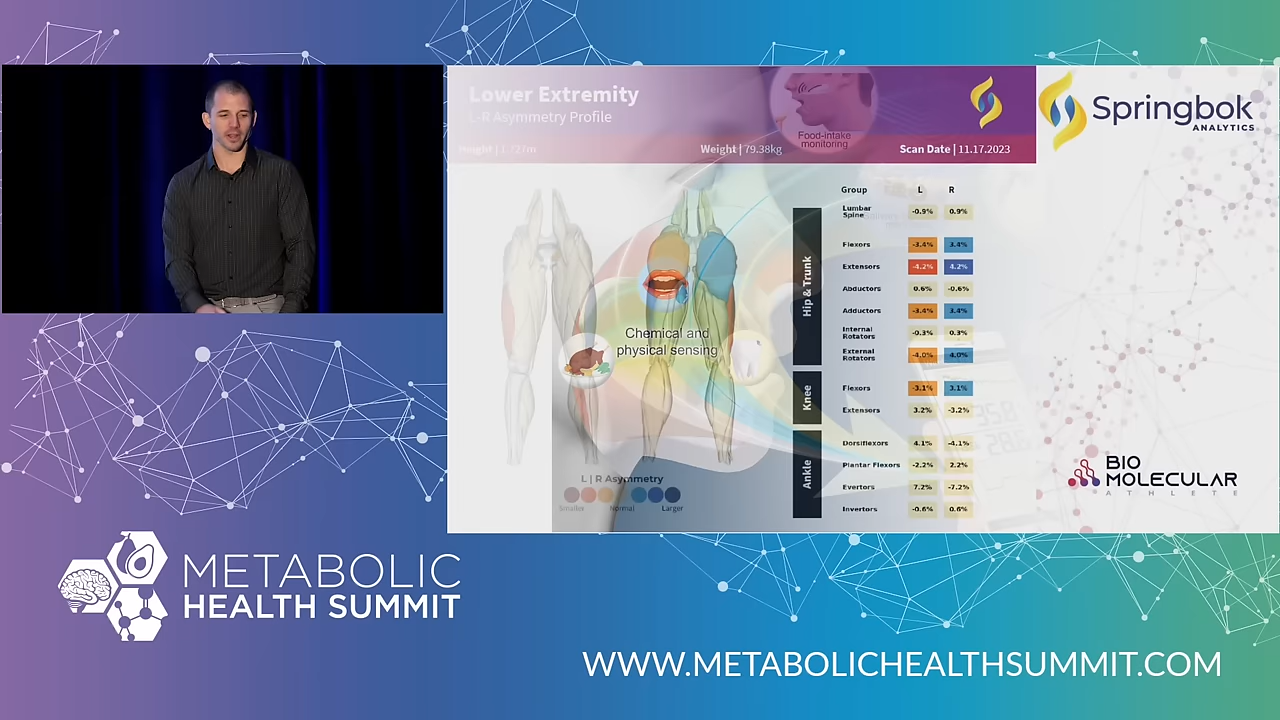 Lower Extremity
L-R Asymmetry Profile
Food-intake
monitoring
Height | 1.727m
Weight | 79.38kg
Scan Date | 11.17.2023
Springbok
ANALYTICS
Group L R
Lumbar Spine -0.9% 0.9%
Hip & Trunk
Flexors -3.4% 3.4%
Extensors -4.2% 4.2%
Abductors 0.6% -0.6%
Adductors -3.4% 3.4%
Internal Rotators -0.3% 0.3%
External Rotators -4.0% 4.0%
Knee
Flexors -3.1% 3.1%
Extensors 3.2% -3.2%
Ankle
Dorsiflexors 4.1% -4.1%
Plantar Flexors -2.2% 2.2%
Evertors 7.2% -7.2%
Invertors -0.6% 0.6%
Chemical and
physical sensing
L | R Asymmetry
Smaller Normal Larger
BIO
MOLECULAR
ATHLETE
METABOLIC
HEALTH SUMMIT
WWW.METABOLICHEALTHSUMMIT.COM